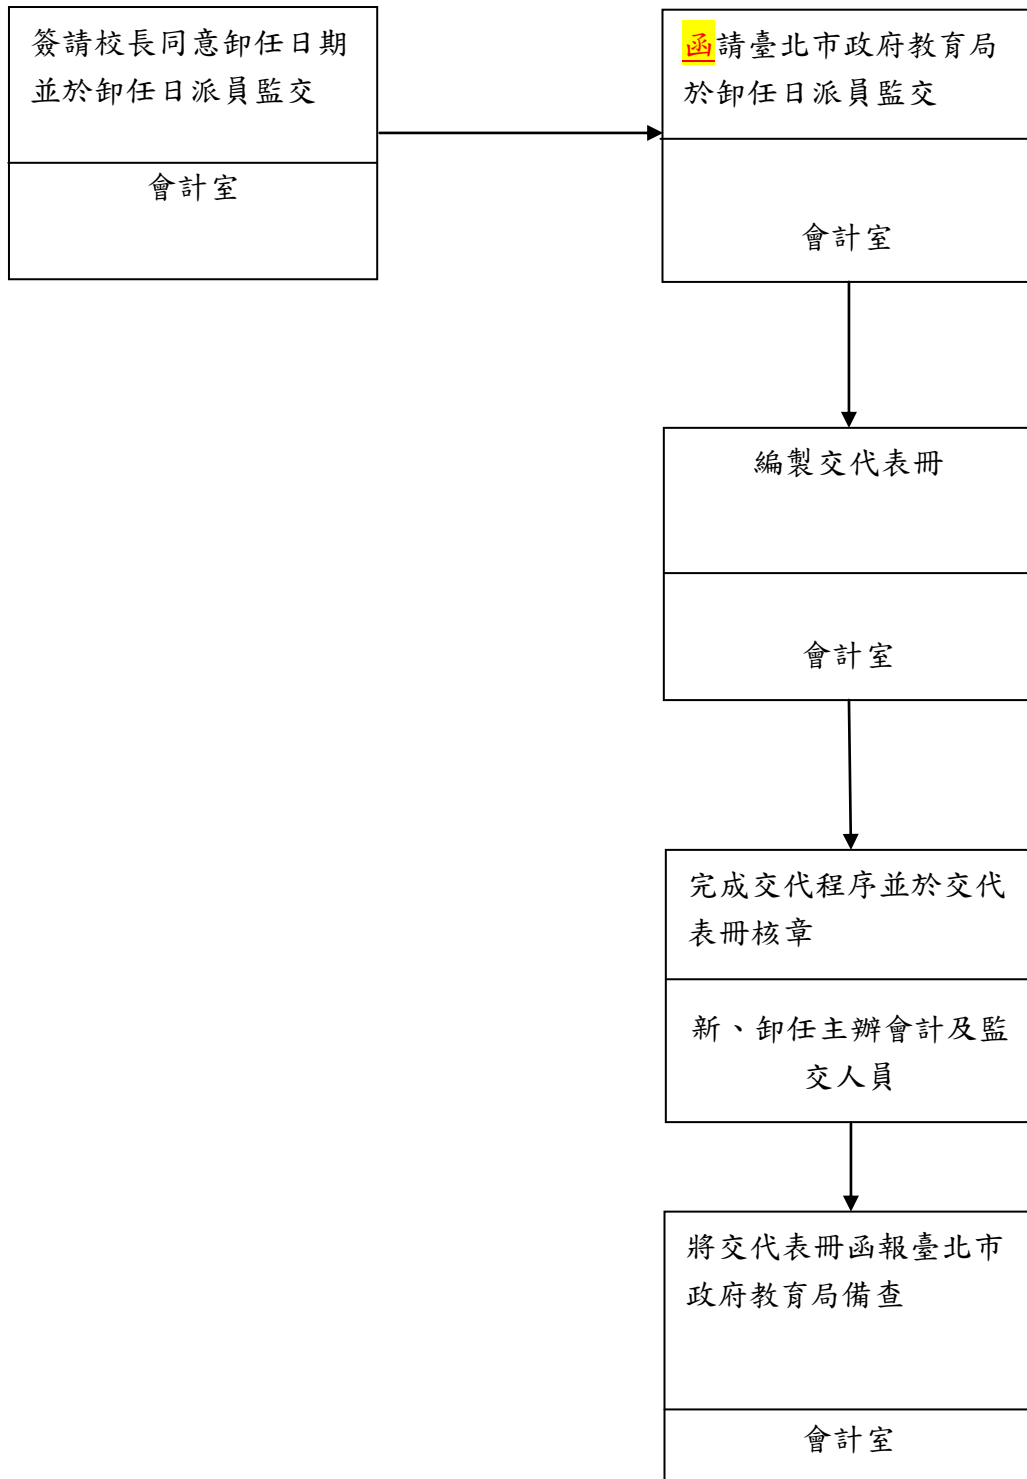 簽請校長同意卸任日期
並於卸任日派員監交
會計室
函請臺北市政府教育局
於卸任日派員監交
會計室
編製交代表冊
會計室
完成交代程序並於交代
表冊核章
新、卸任主辦會計及監
交人員
將交代表冊函報臺北市
政府教育局備查
會計室